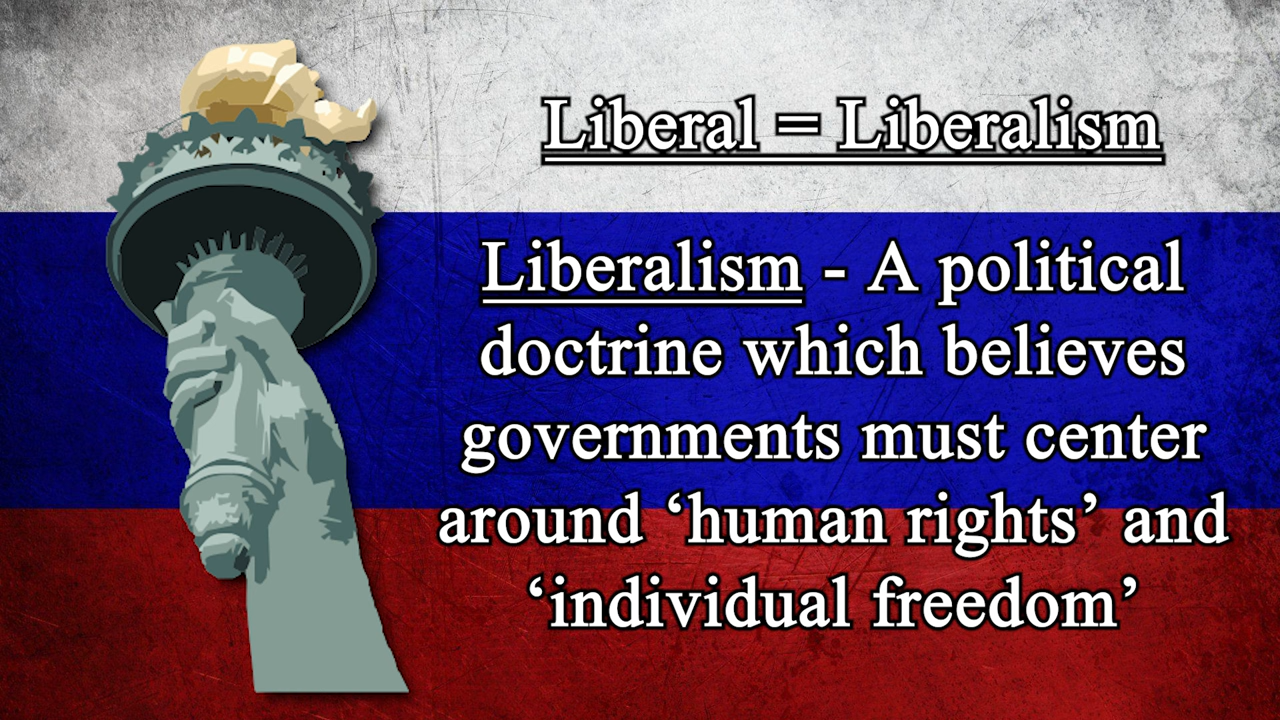 Liberal = Liberalism
Liberalism - A political
doctrine which believes
governments must center
around ‘human rights’ and
‘individual freedom’